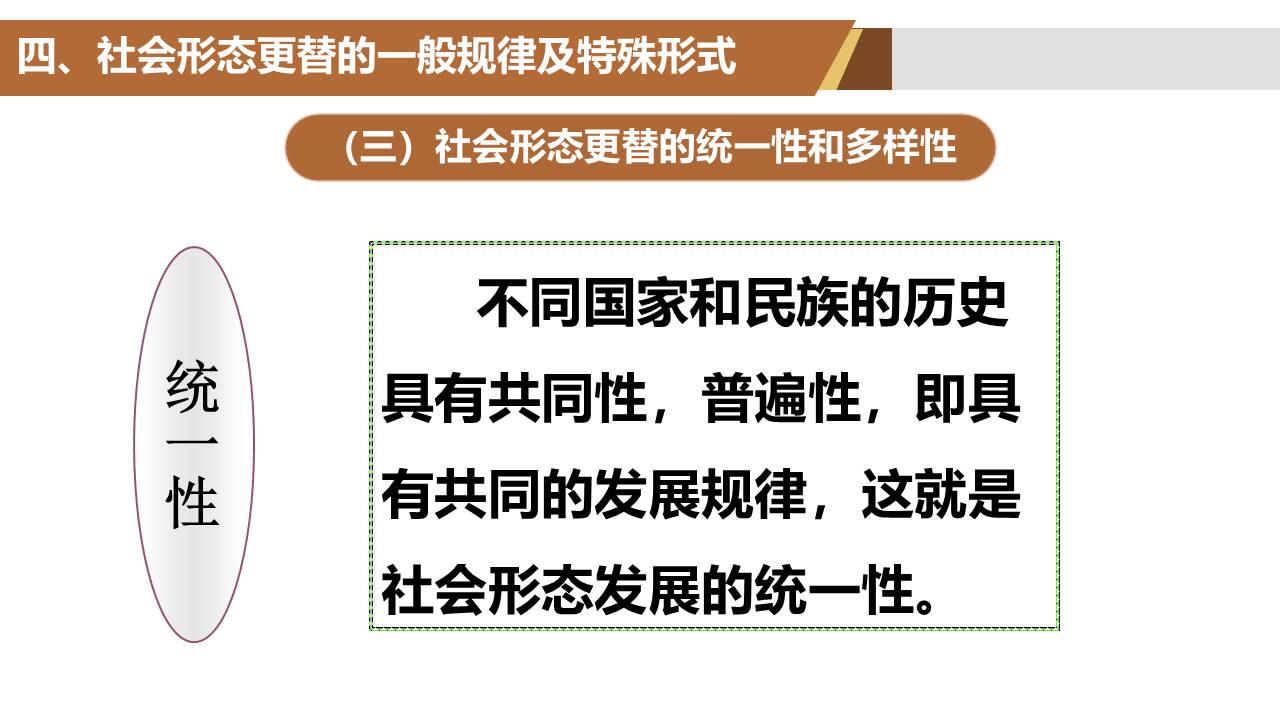 四、社会形态更替的一般规律及特殊形式
（三）社会形态更替的统一性和多样性
统一性
不同国家和民族的历史
具有共同性，普遍性，即具
有共同的发展规律，这就是
社会形态发展的统一性。